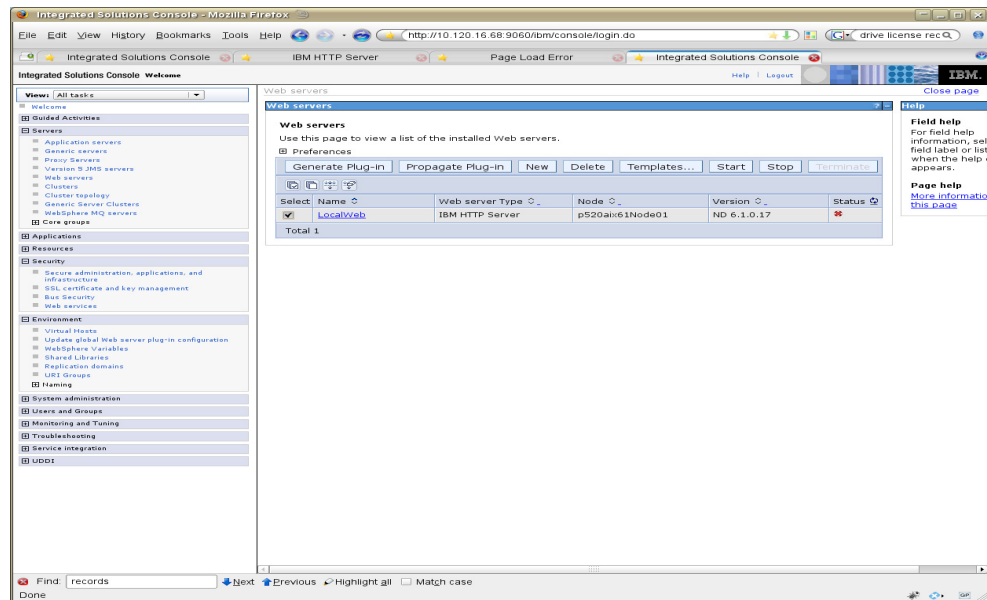 Integrated Solutions Console - Mozilla Firefox
File Edit View History Bookmarks Tools Help http://10.120.16.68:9060/ibm/console/login.do drive license rec
Integrated Solutions Console IBM HTTP Server Page Load Error Integrated Solutions Console
Integrated Solutions Console Welcome Help | Logout IBM.
View: All tasks
Welcome
Guided Activities
Servers
Application servers
Generic servers
Proxy Servers
Version 5 JMS servers
Web servers
Clusters
Cluster topology
Generic Server Clusters
WebSphere MQ servers
Core groups
Applications
Resources
Security
Secure administration, applications, and
infrastructure
SSL certificate and key management
Bus Security
Web services
Environment
Virtual Hosts
Update global Web server plug-in configuration
WebSphere Variables
Shared Libraries
Replication domains
URI Groups
Naming
System administration
Users and Groups
Monitoring and Tuning
Troubleshooting
Service integration
UDDI
Web servers Close page
Web servers ? -
Web servers
Use this page to view a list of the installed Web servers.
Preferences
Generate Plug-in Propagate Plug-in New Delete Templates... Start Stop Terminate
Select Name Web server Type Node Version Status
LocalWeb IBM HTTP Server p520aix61Node01 ND 6.1.0.17
Total 1
Help
Field help
For field help
information, sel
field label or list
when the help
appears.
Page help
More informatio
this page
Find: records Next Previous Highlight all Match case
Done GP